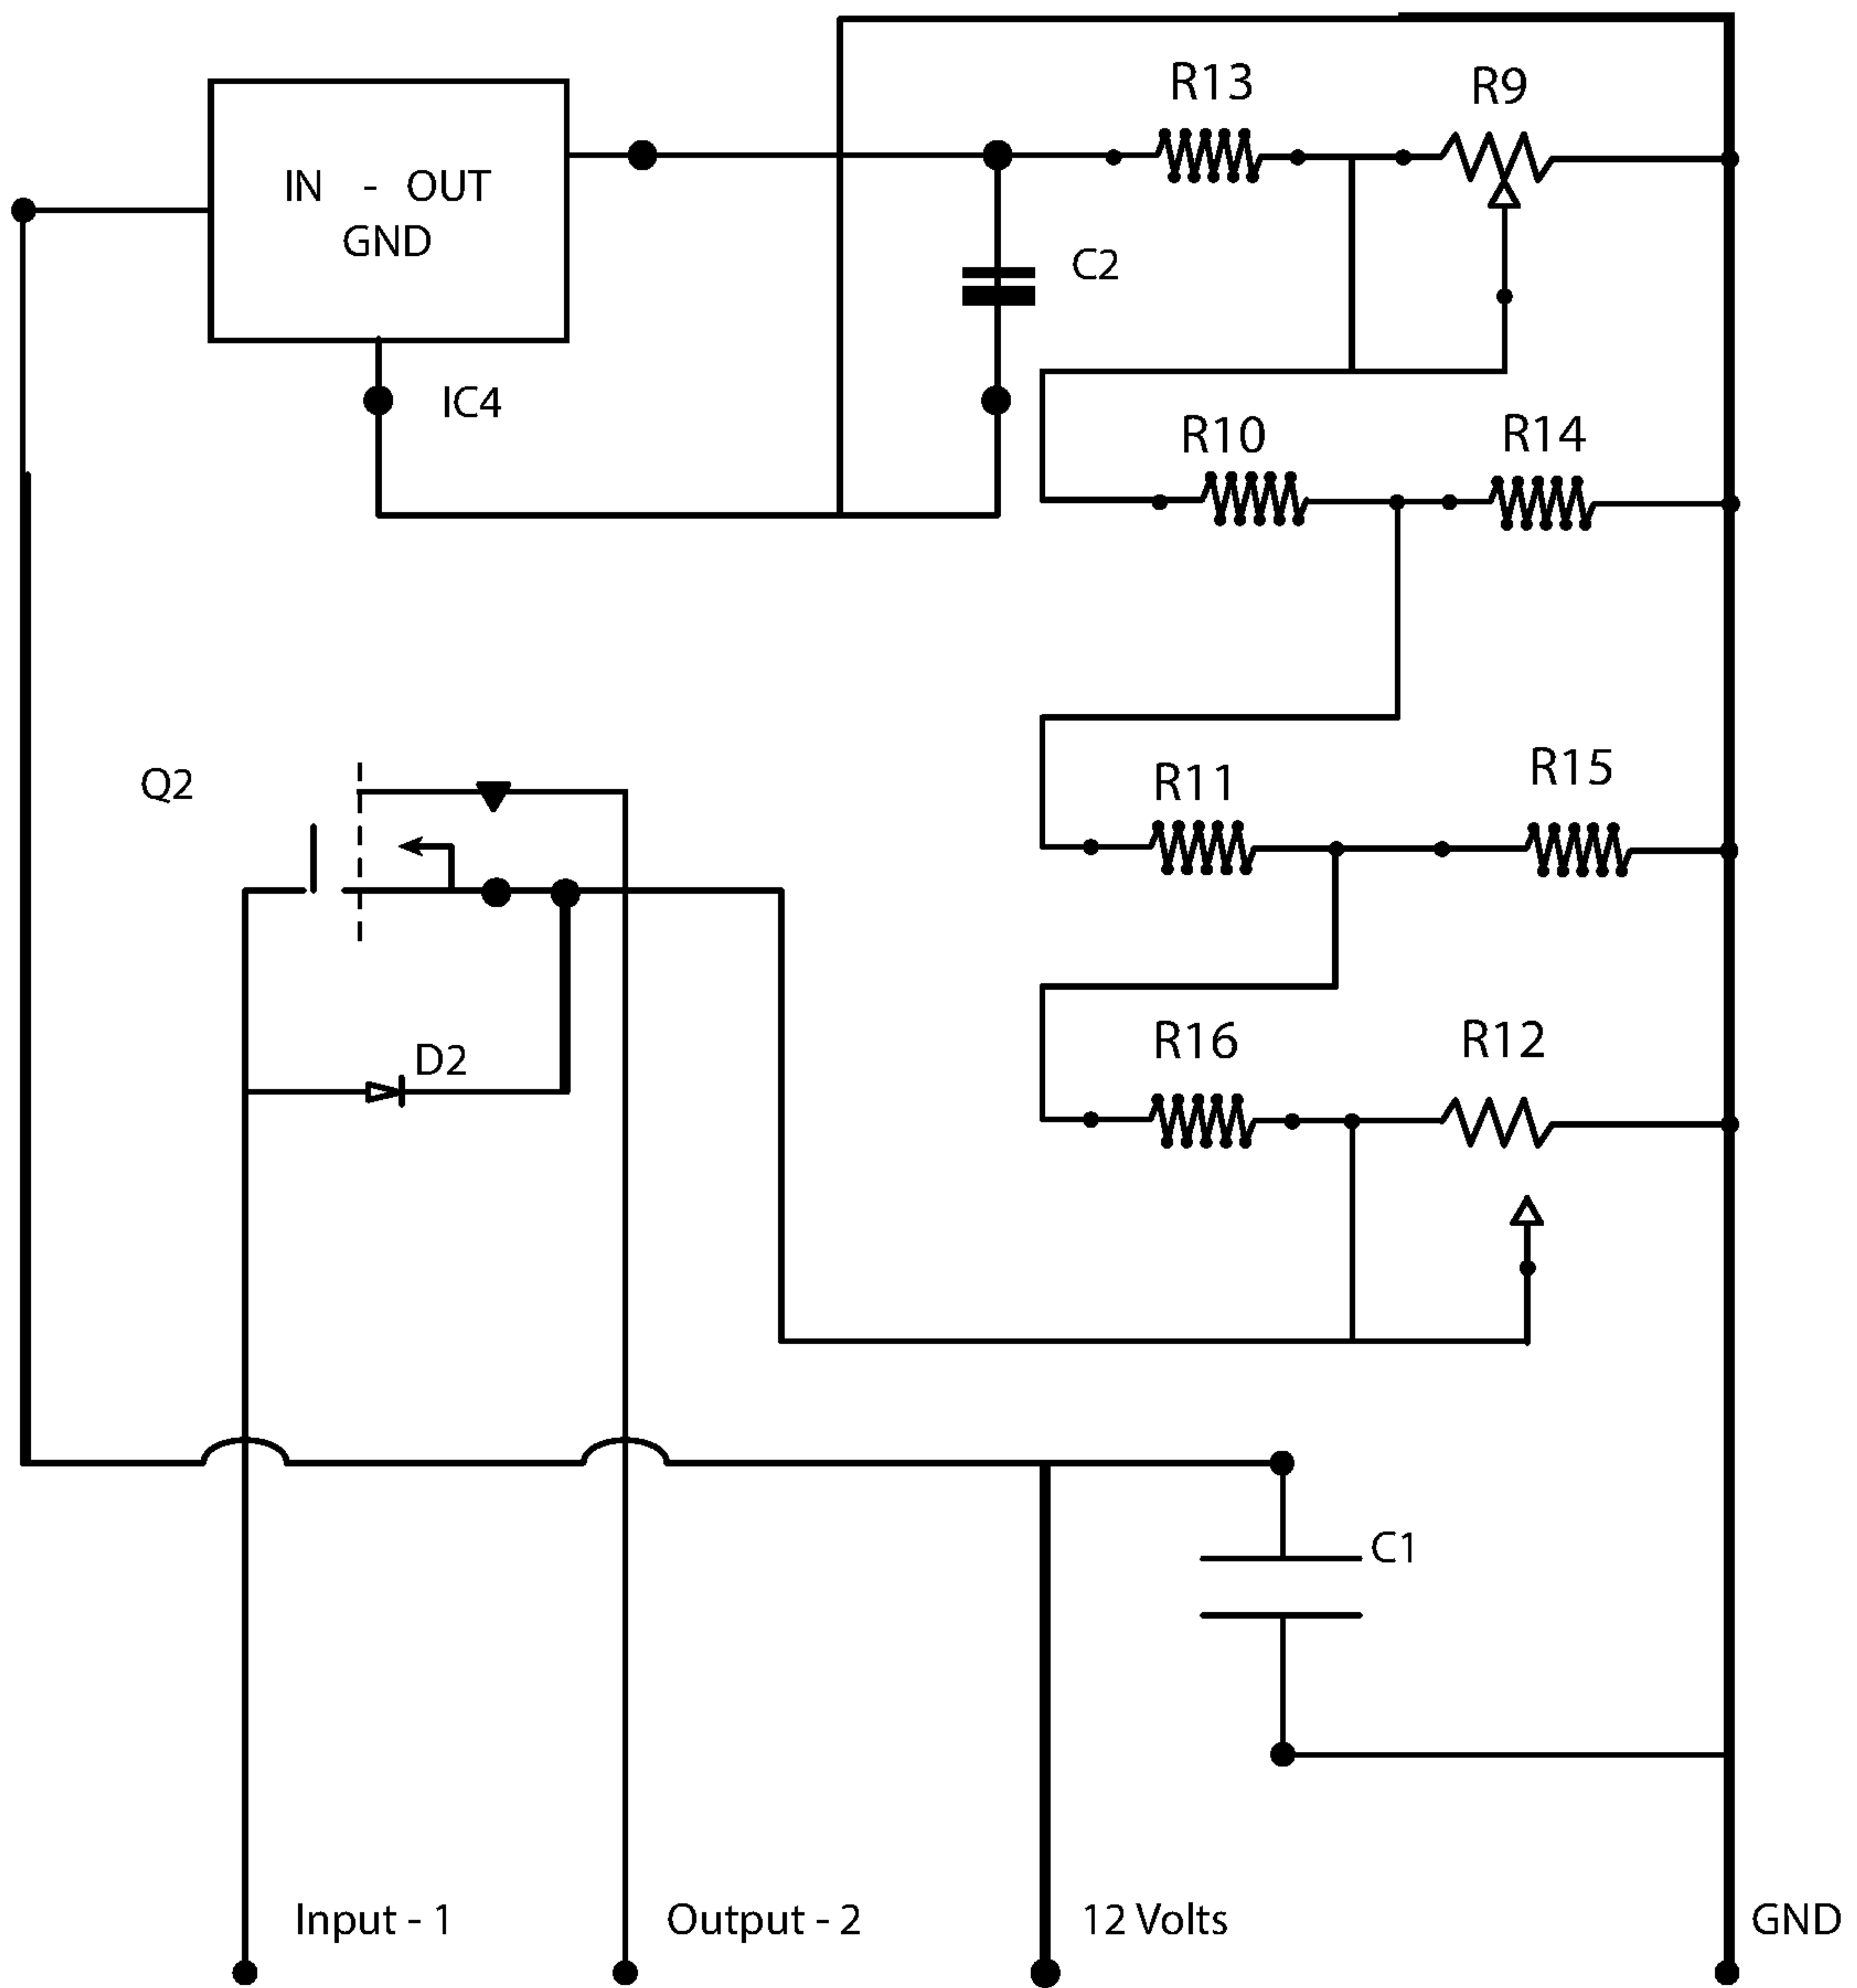 R13
R9
IN - OUT
GND
C2
IC4
R10
R14
Q2
R11
R15
D2
R16
R12
C1
Input - 1
Output - 2
12 Volts
GND